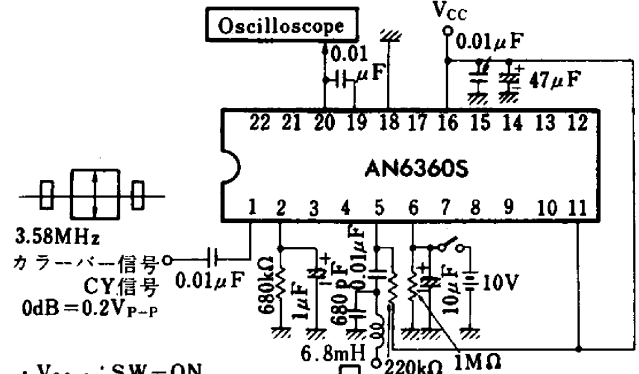 Oscilloscope
VCC
0.01
μF
0.01μF
47μF
22 21 20 19 18 17 16 15 14 13 12
AN6360S
1 2 3 4 5 6 7 8 9 10 11
3.58MHz
カラーバー信号
CY信号
0dB=0.2VP-P
0.01μF
680kΩ
1μF
680pF
0.01μF
10μF
10V
6.8mH
220kΩ
1MΩ
SW=ON